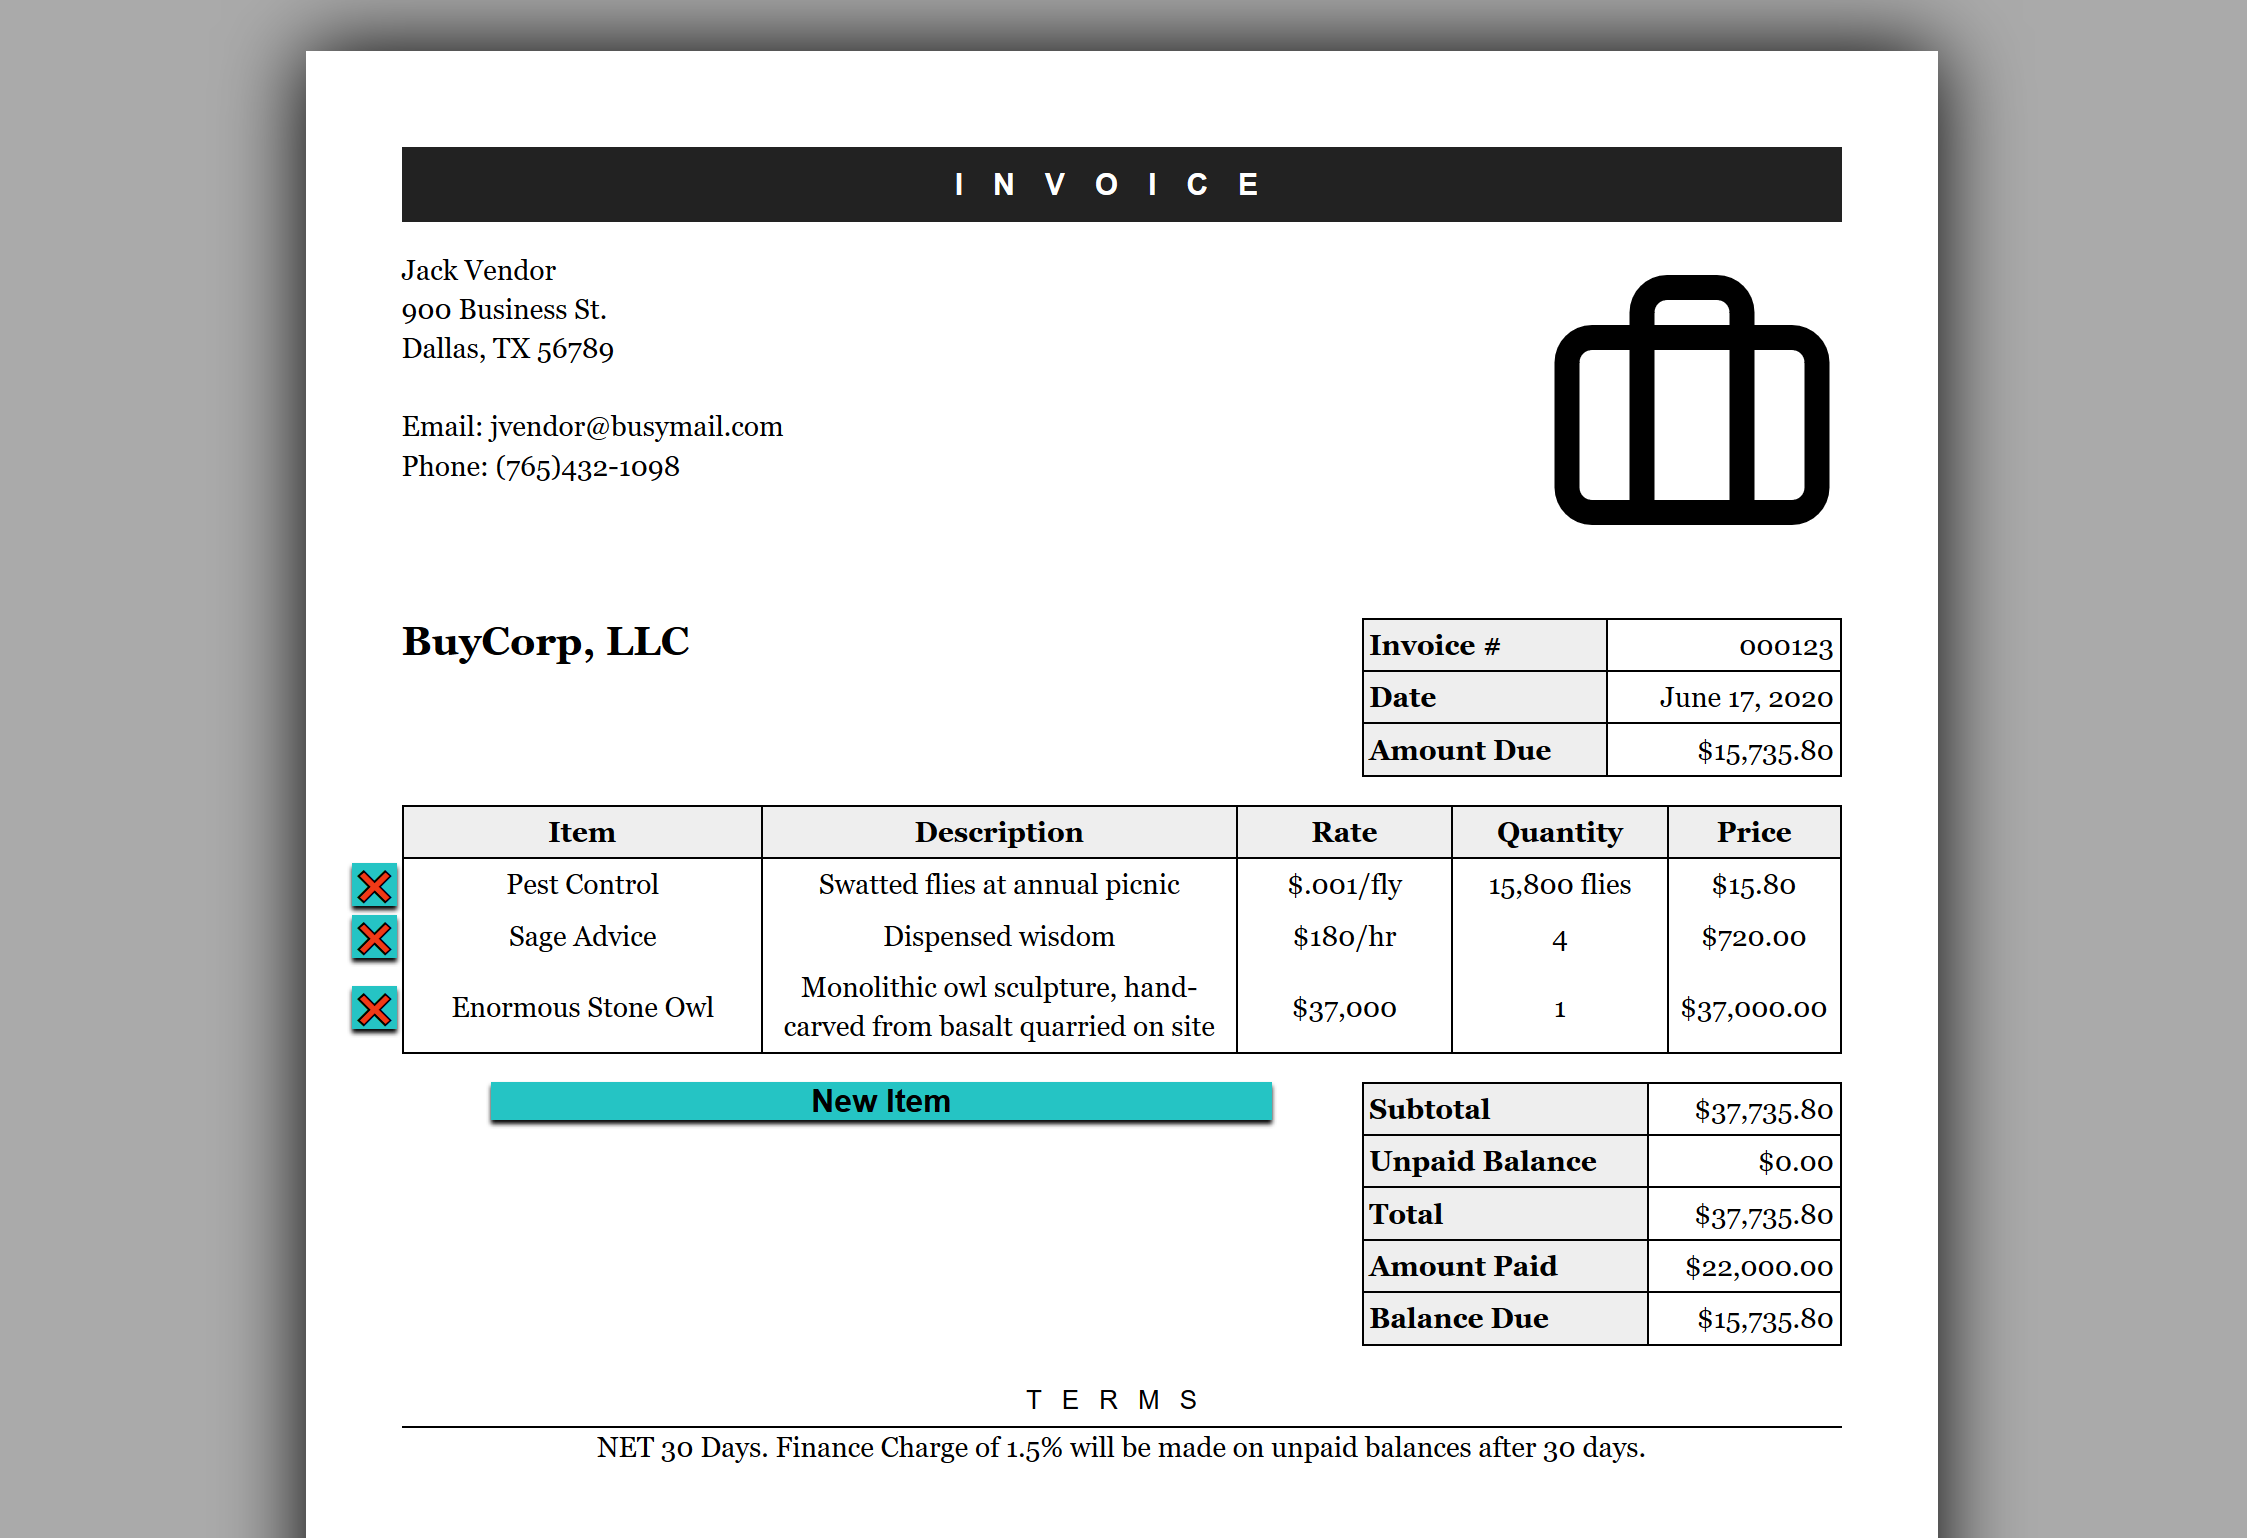 INVOICE
Jack Vendor
900 Business St.
Dallas, TX 56789
Email: jvendor@busymail.com
Phone: (765)432-1098
BuyCorp, LLC
Invoice # 000123
Date June 17, 2020
Amount Due $15,735.80
Item Description Rate Quantity Price
Pest Control Swatted flies at annual picnic $.001/fly 15,800 flies $15.80
Sage Advice Dispensed wisdom $180/hr 4 $720.00
Enormous Stone Owl Monolithic owl sculpture, hand-
carved from basalt quarried on site $37,000 1 $37,000.00
New Item
Subtotal $37,735.80
Unpaid Balance $0.00
Total $37,735.80
Amount Paid $22,000.00
Balance Due $15,735.80
TERMS
NET 30 Days. Finance Charge of 1.5% will be made on unpaid balances after 30 days.